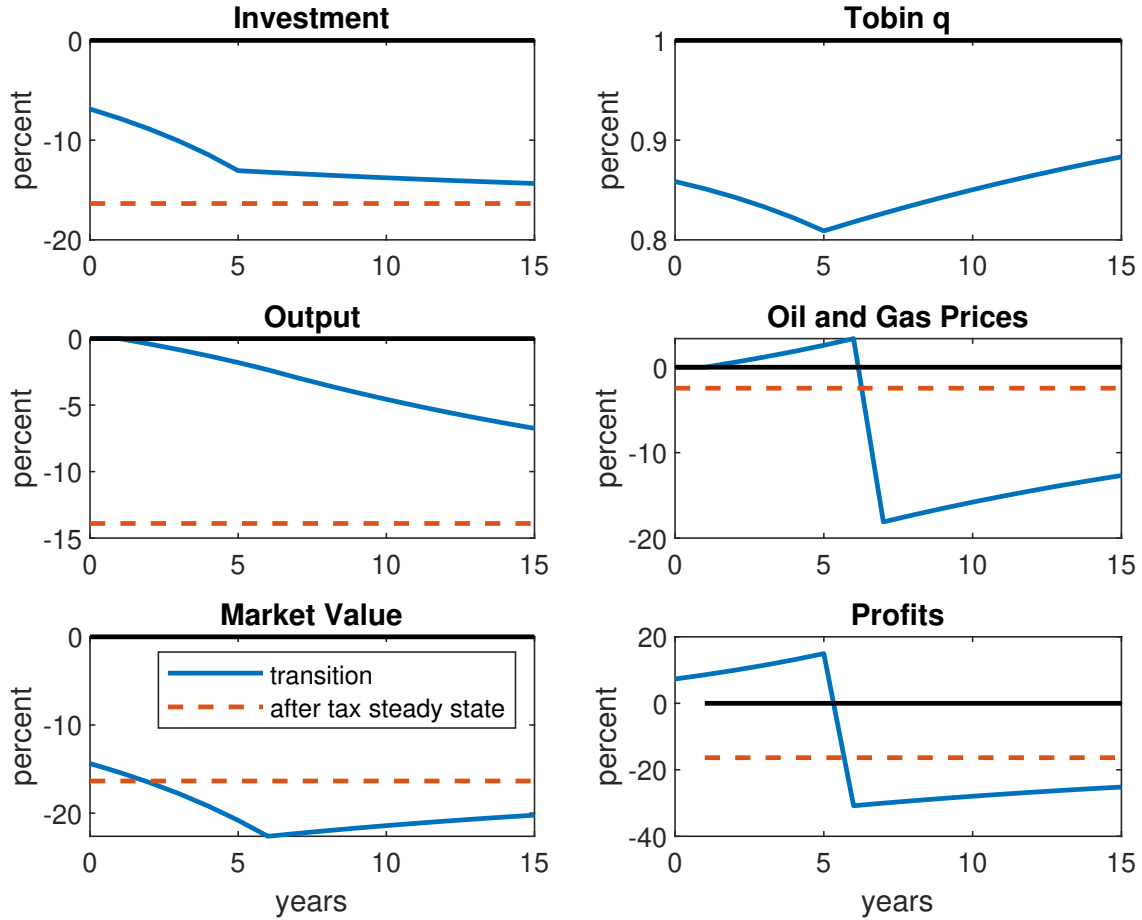 Investment
0
-10
-20
percent
0 5 10 15
Tobin q
1
0.9
0.8
percent
0 5 10 15
Output
0
-5
-10
-15
percent
0 5 10 15
Oil and Gas Prices
0
-10
-20
percent
0 5 10 15
Market Value
0
-10
-20
percent
transition
after tax steady state
0 5 10 15
years
Profits
20
0
-20
-40
percent
0 5 10 15
years